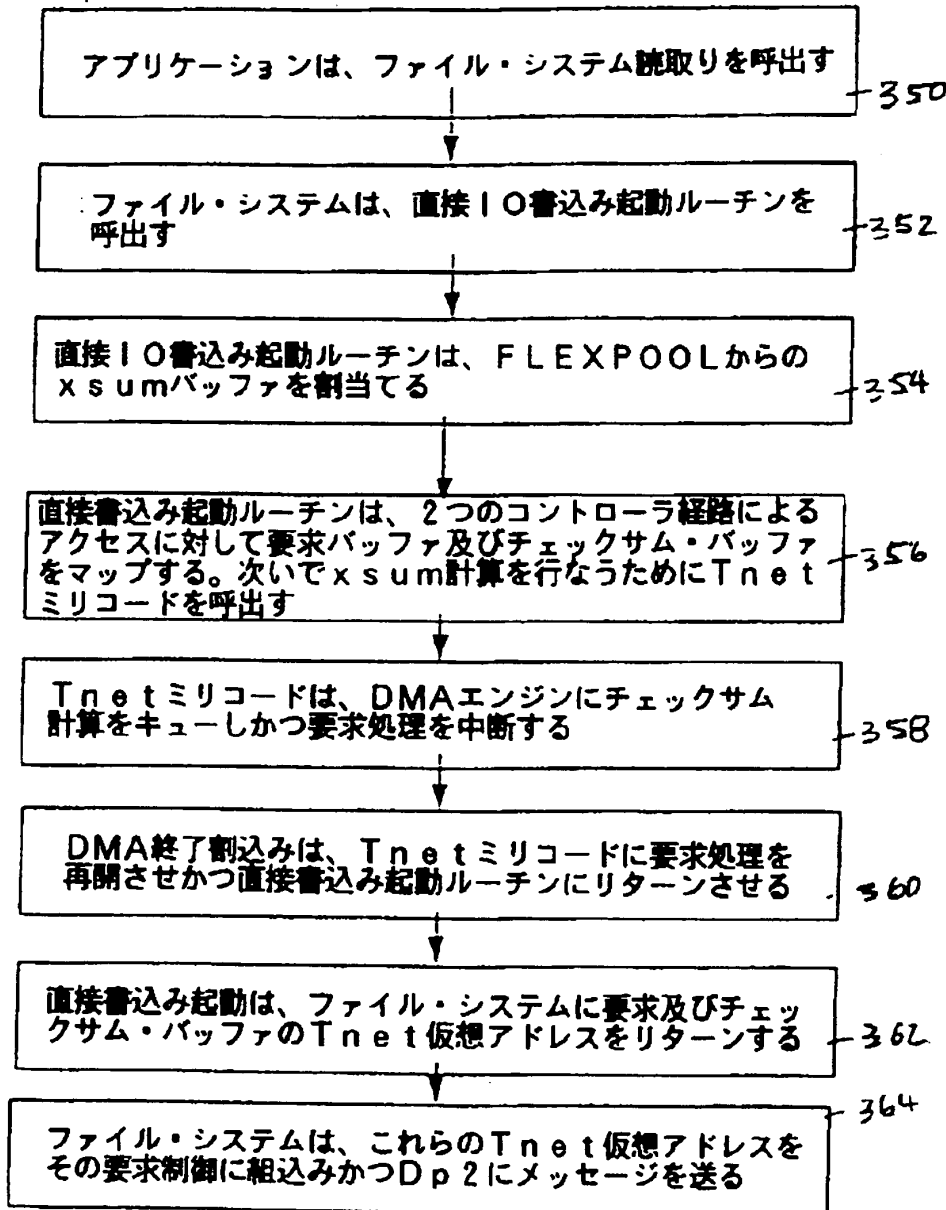 アプリケーションは、ファイル・システム読取りを呼出す
350
ファイル・システムは、直接IO書込み起動ルーチンを
呼出す
352
直接IO書込み起動ルーチンは、FLEXPOOLからの
xsumバッファを割当てる
354
直接書込み起動ルーチンは、2つのコントローラ経路による
アクセスに対して要求バッファ及びチェックサム・バッファ
をマップする。次いでxsum計算を行なうためにTnet
ミリコードを呼出す
356
Tnetミリコードは、DMAエンジンにチェックサム
計算をキューしかつ要求処理を中断する
358
DMA終了割込みは、Tnetミリコードに要求処理を
再開させかつ直接書込み起動ルーチンにリターンさせる
360
直接書込み起動は、ファイル・システムに要求及びチェッ
クサム・バッファのTnet仮想アドレスをリターンする
362
364
ファイル・システムは、これらのTnet仮想アドレスを
その要求制御に組込みかつDp2にメッセージを送る